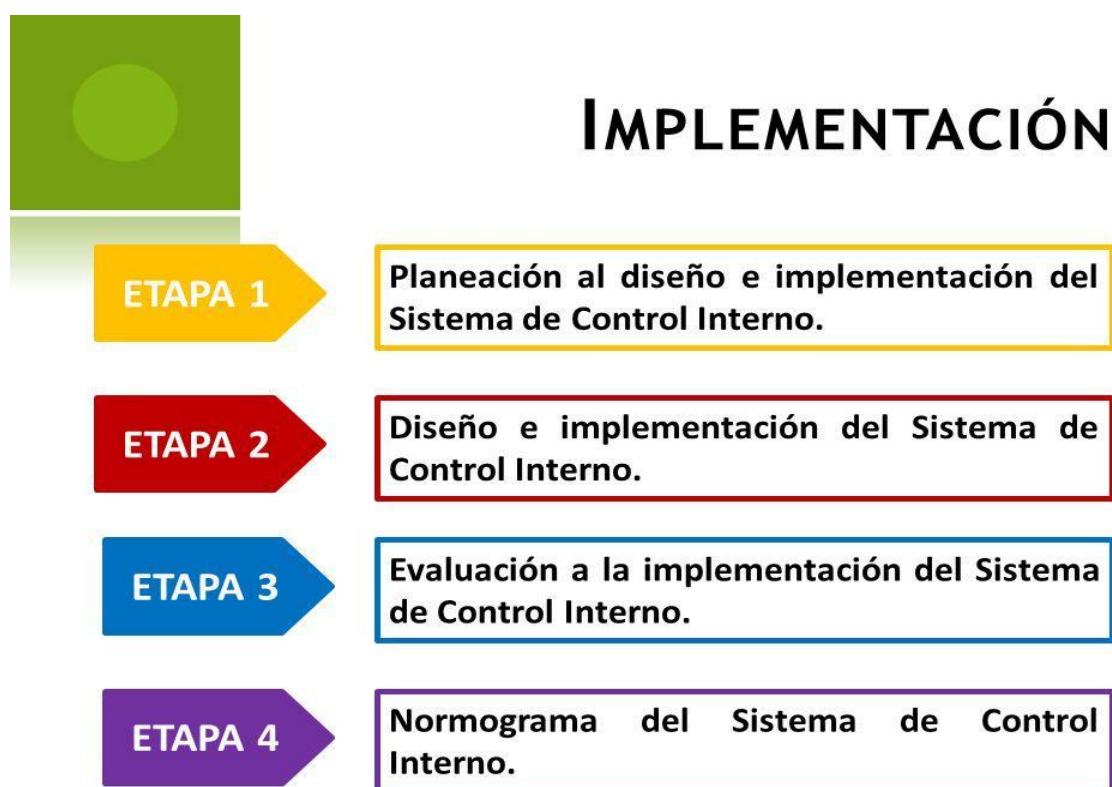 IMPLEMENTACIÓN
ETAPA 1
Planeación al diseño e implementación del
Sistema de Control Interno.
ETAPA 2
Diseño e implementación del Sistema de
Control Interno.
ETAPA 3
Evaluación a la implementación del Sistema
de Control Interno.
ETAPA 4
Normograma del Sistema de Control
Interno.